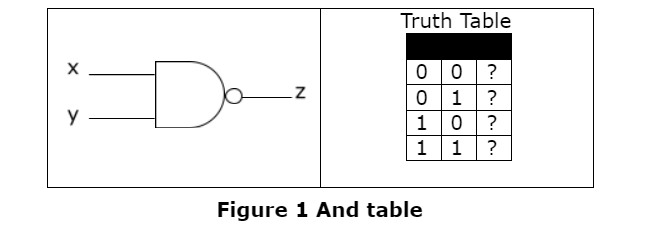 Truth Table
x
y
z
0 0 ?
0 1 ?
1 0 ?
1 1 ?
Figure 1 And table